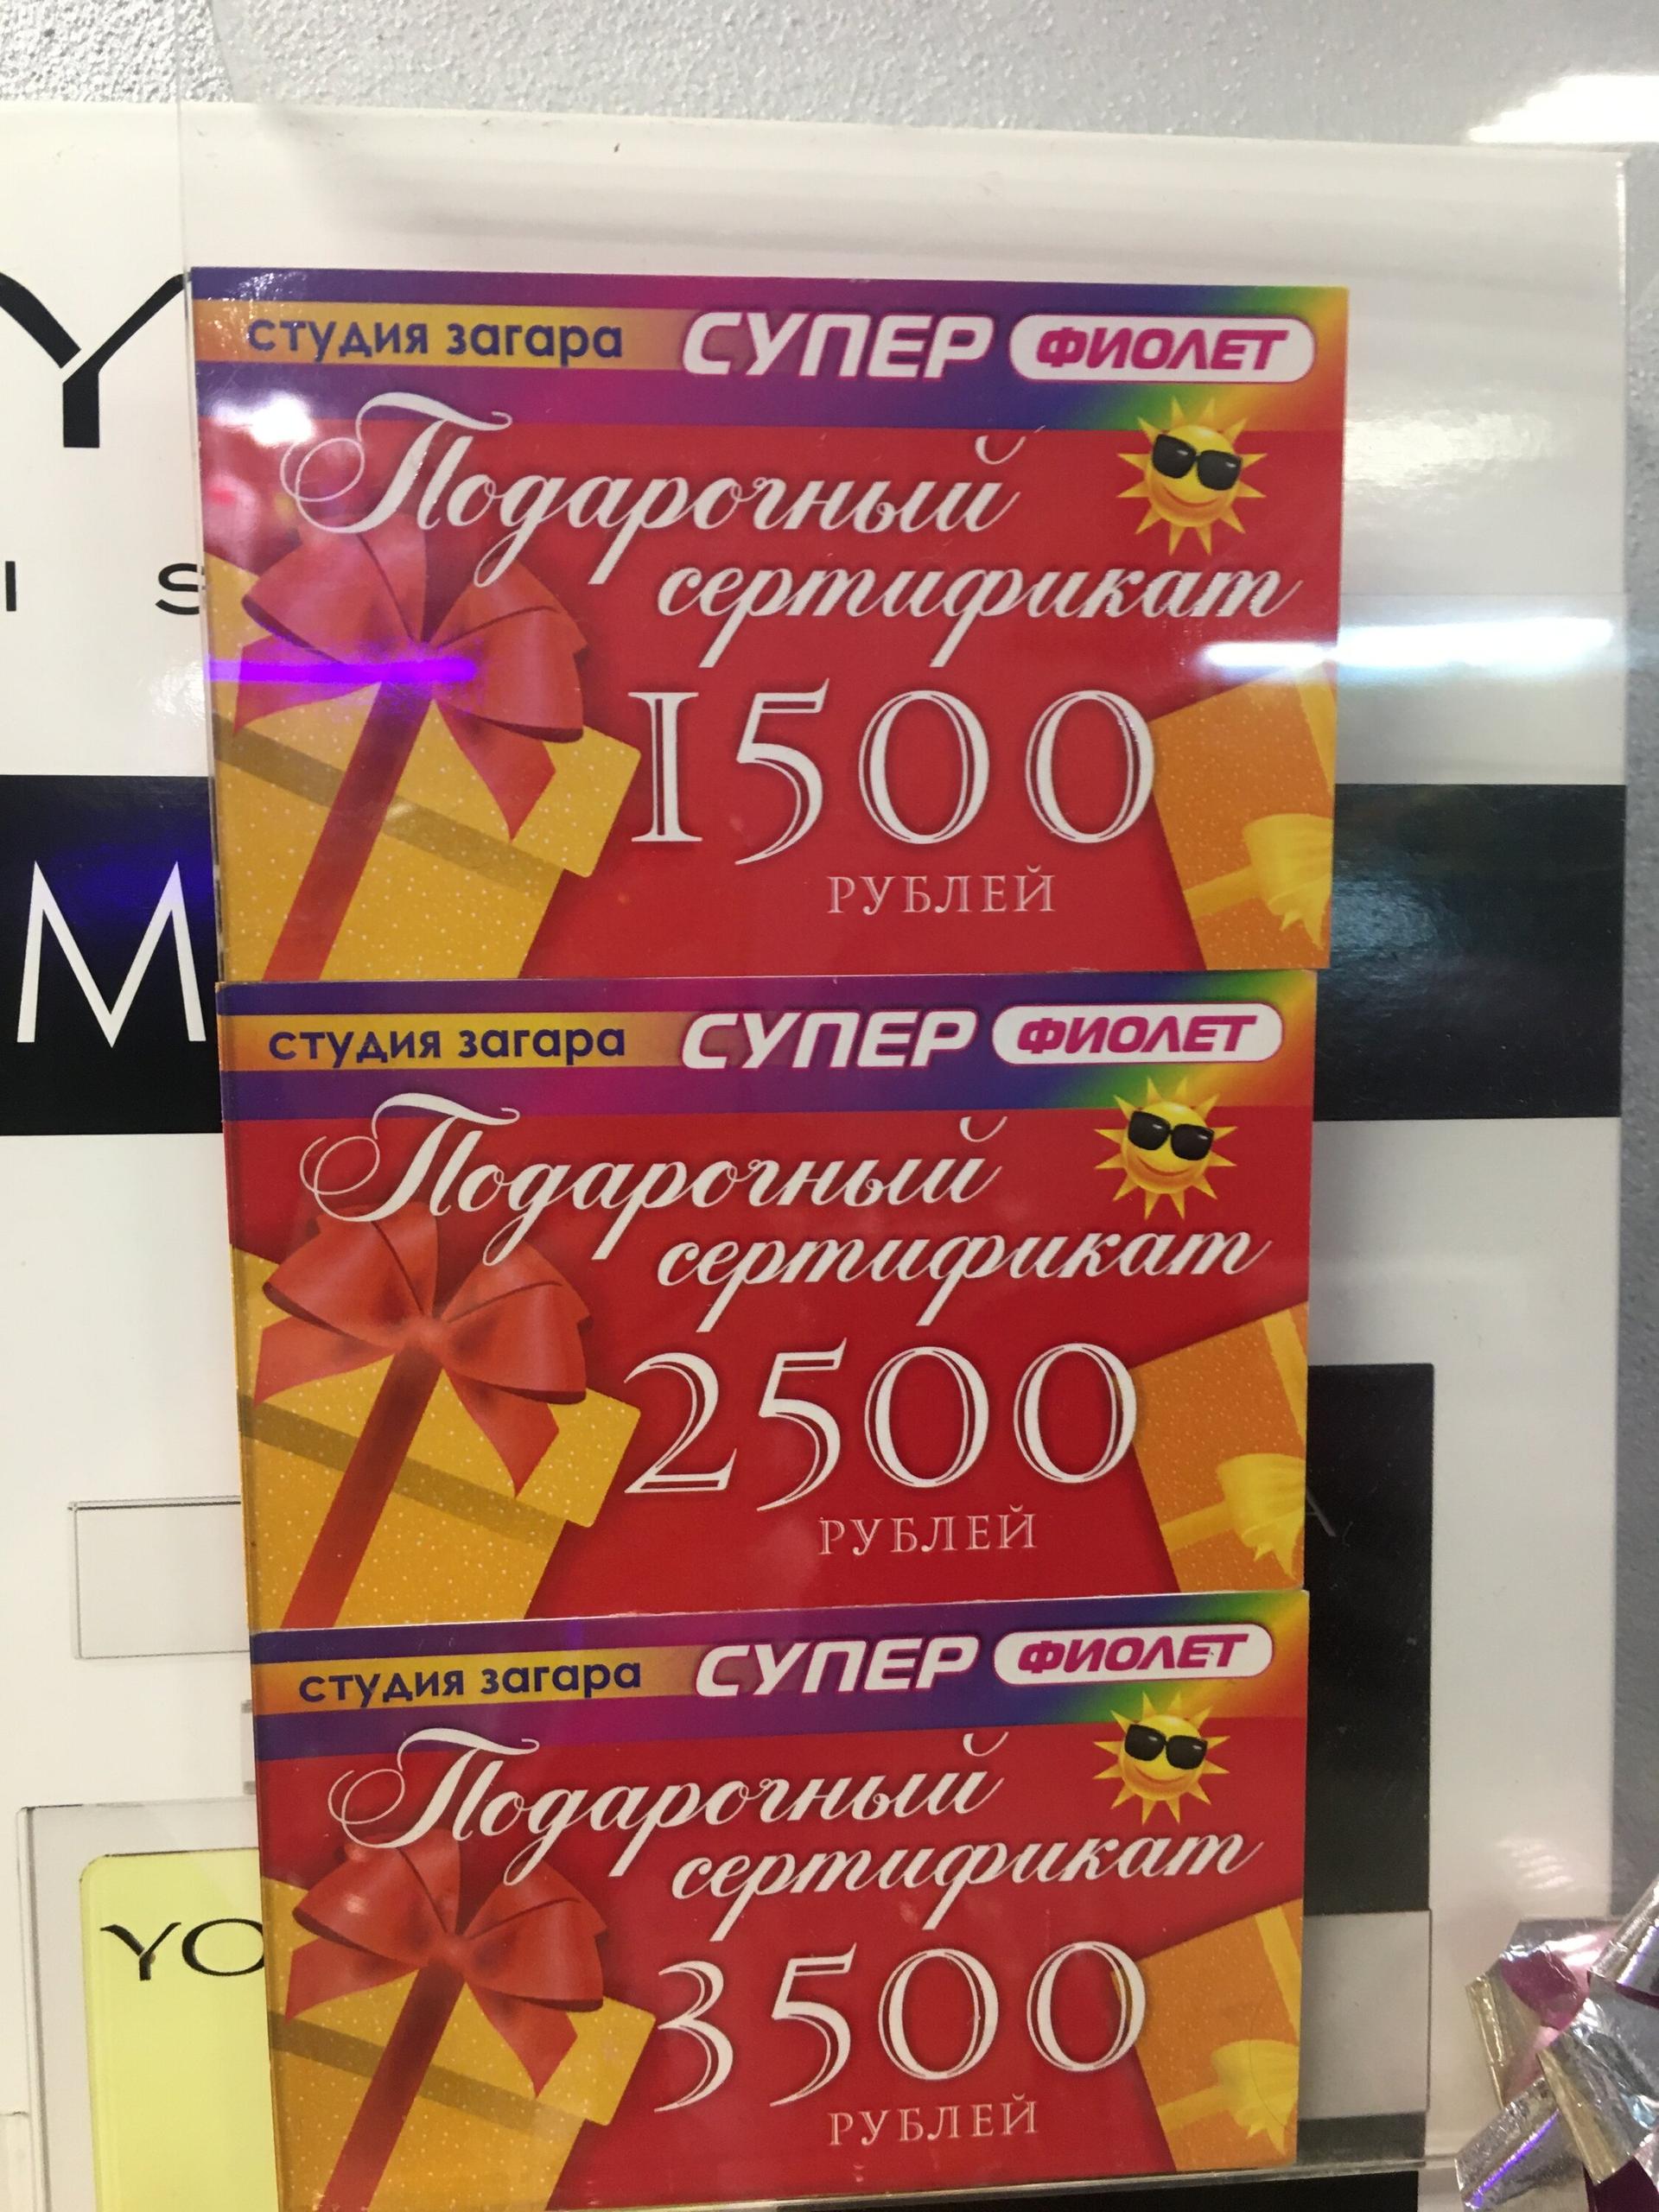 Y
I S
M
студия загара СУПЕР ФИОЛЕТ
Подарочный
сертификат
1500
РУБЛЕЙ
студия загара СУПЕР ФИОЛЕТ
Подарочный
сертификат
2500
РУБЛЕЙ
студия загара СУПЕР ФИОЛЕТ
Подарочный
сертификат
3500
РУБЛЕЙ
YO